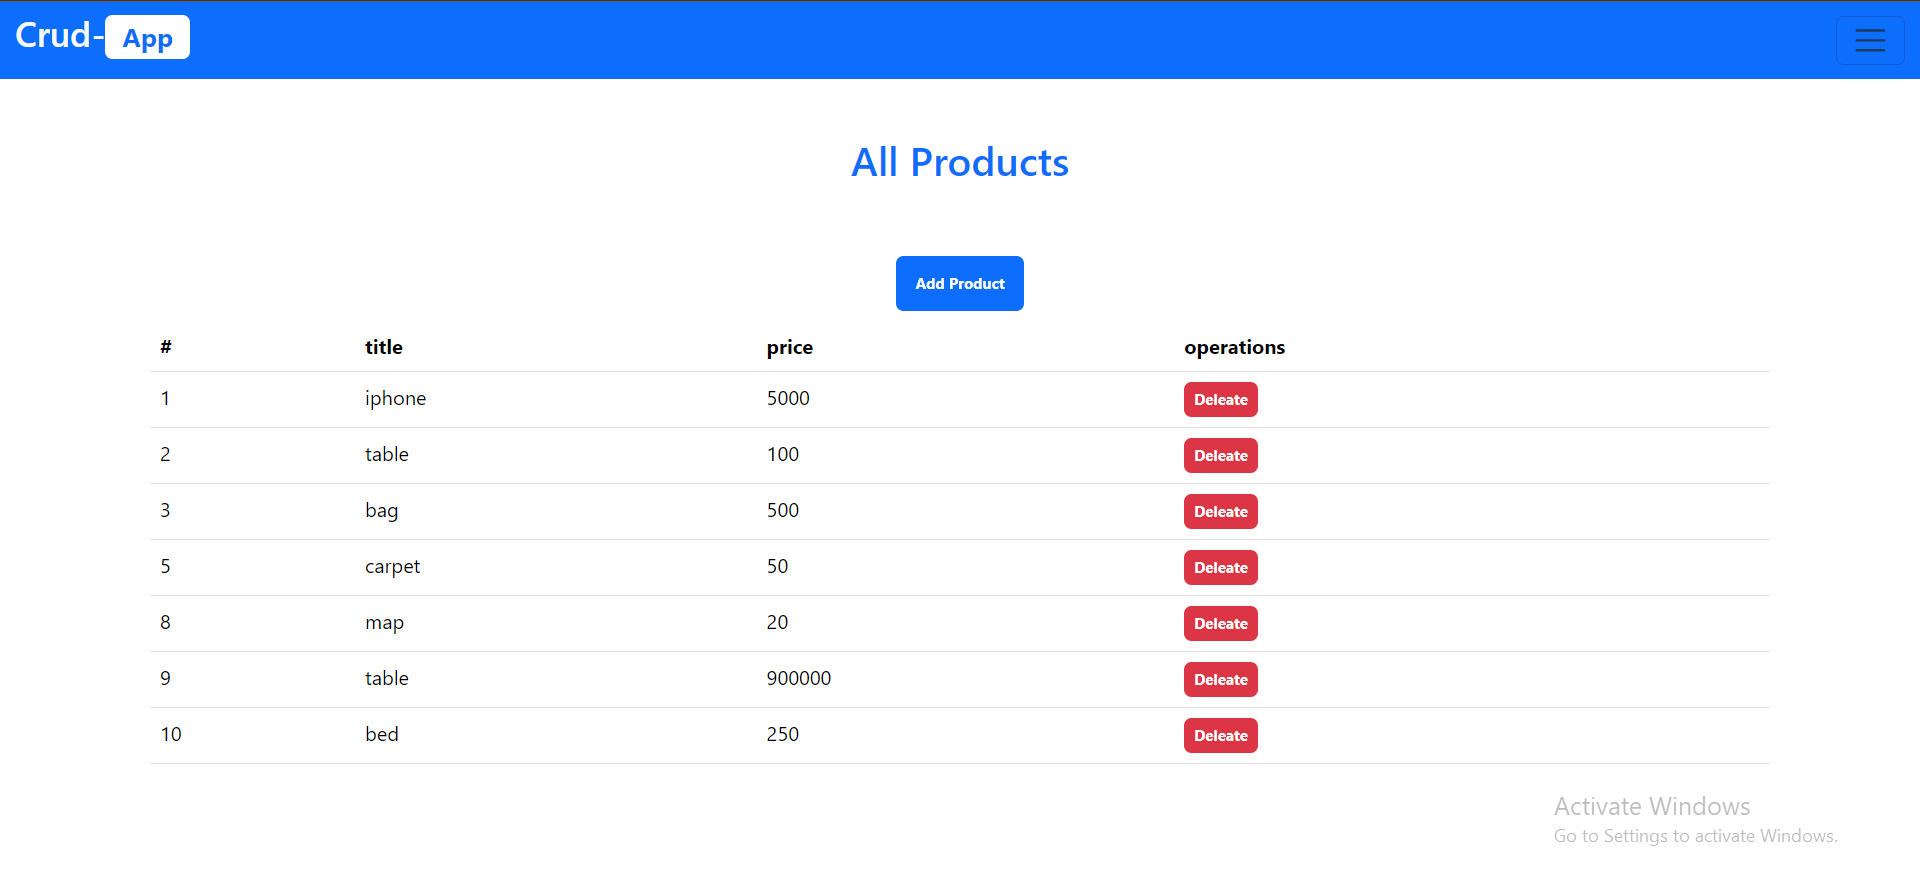 Crud-App
All Products
Add Product
# title price operations
1 iphone 5000 Deleate
2 table 100 Deleate
3 bag 500 Deleate
5 carpet 50 Deleate
8 map 20 Deleate
9 table 900000 Deleate
10 bed 250 Deleate
Activate Windows
Go to Settings to activate Windows.